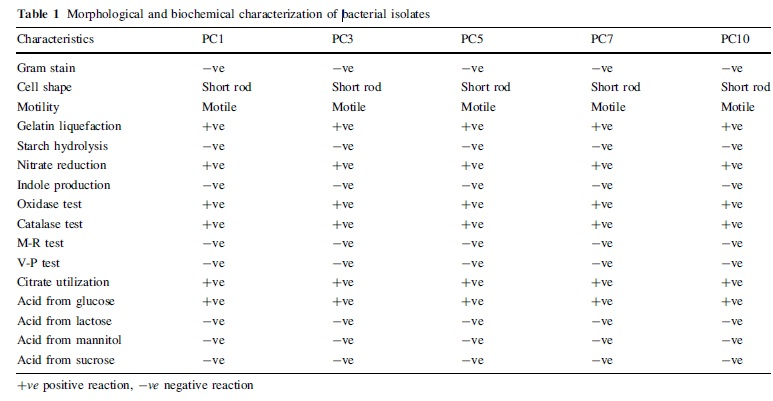 Table 1 Morphological and biochemical characterization of bacterial isolates
Characteristics PC1 PC3 PC5 PC7 PC10
Gram stain −ve −ve −ve −ve −ve
Cell shape Short rod Short rod Short rod Short rod Short rod
Motility Motile Motile Motile Motile Motile
Gelatin liquefaction +ve +ve +ve +ve +ve
Starch hydrolysis −ve −ve −ve −ve −ve
Nitrate reduction +ve +ve +ve +ve +ve
Indole production −ve −ve −ve −ve −ve
Oxidase test +ve +ve +ve +ve +ve
Catalase test +ve +ve +ve +ve +ve
M-R test −ve −ve −ve −ve −ve
V-P test −ve −ve −ve −ve −ve
Citrate utilization +ve +ve +ve +ve +ve
Acid from glucose +ve +ve +ve +ve +ve
Acid from lactose −ve −ve −ve −ve −ve
Acid from mannitol −ve −ve −ve −ve −ve
Acid from sucrose −ve −ve −ve −ve −ve
+ve positive reaction, −ve negative reaction